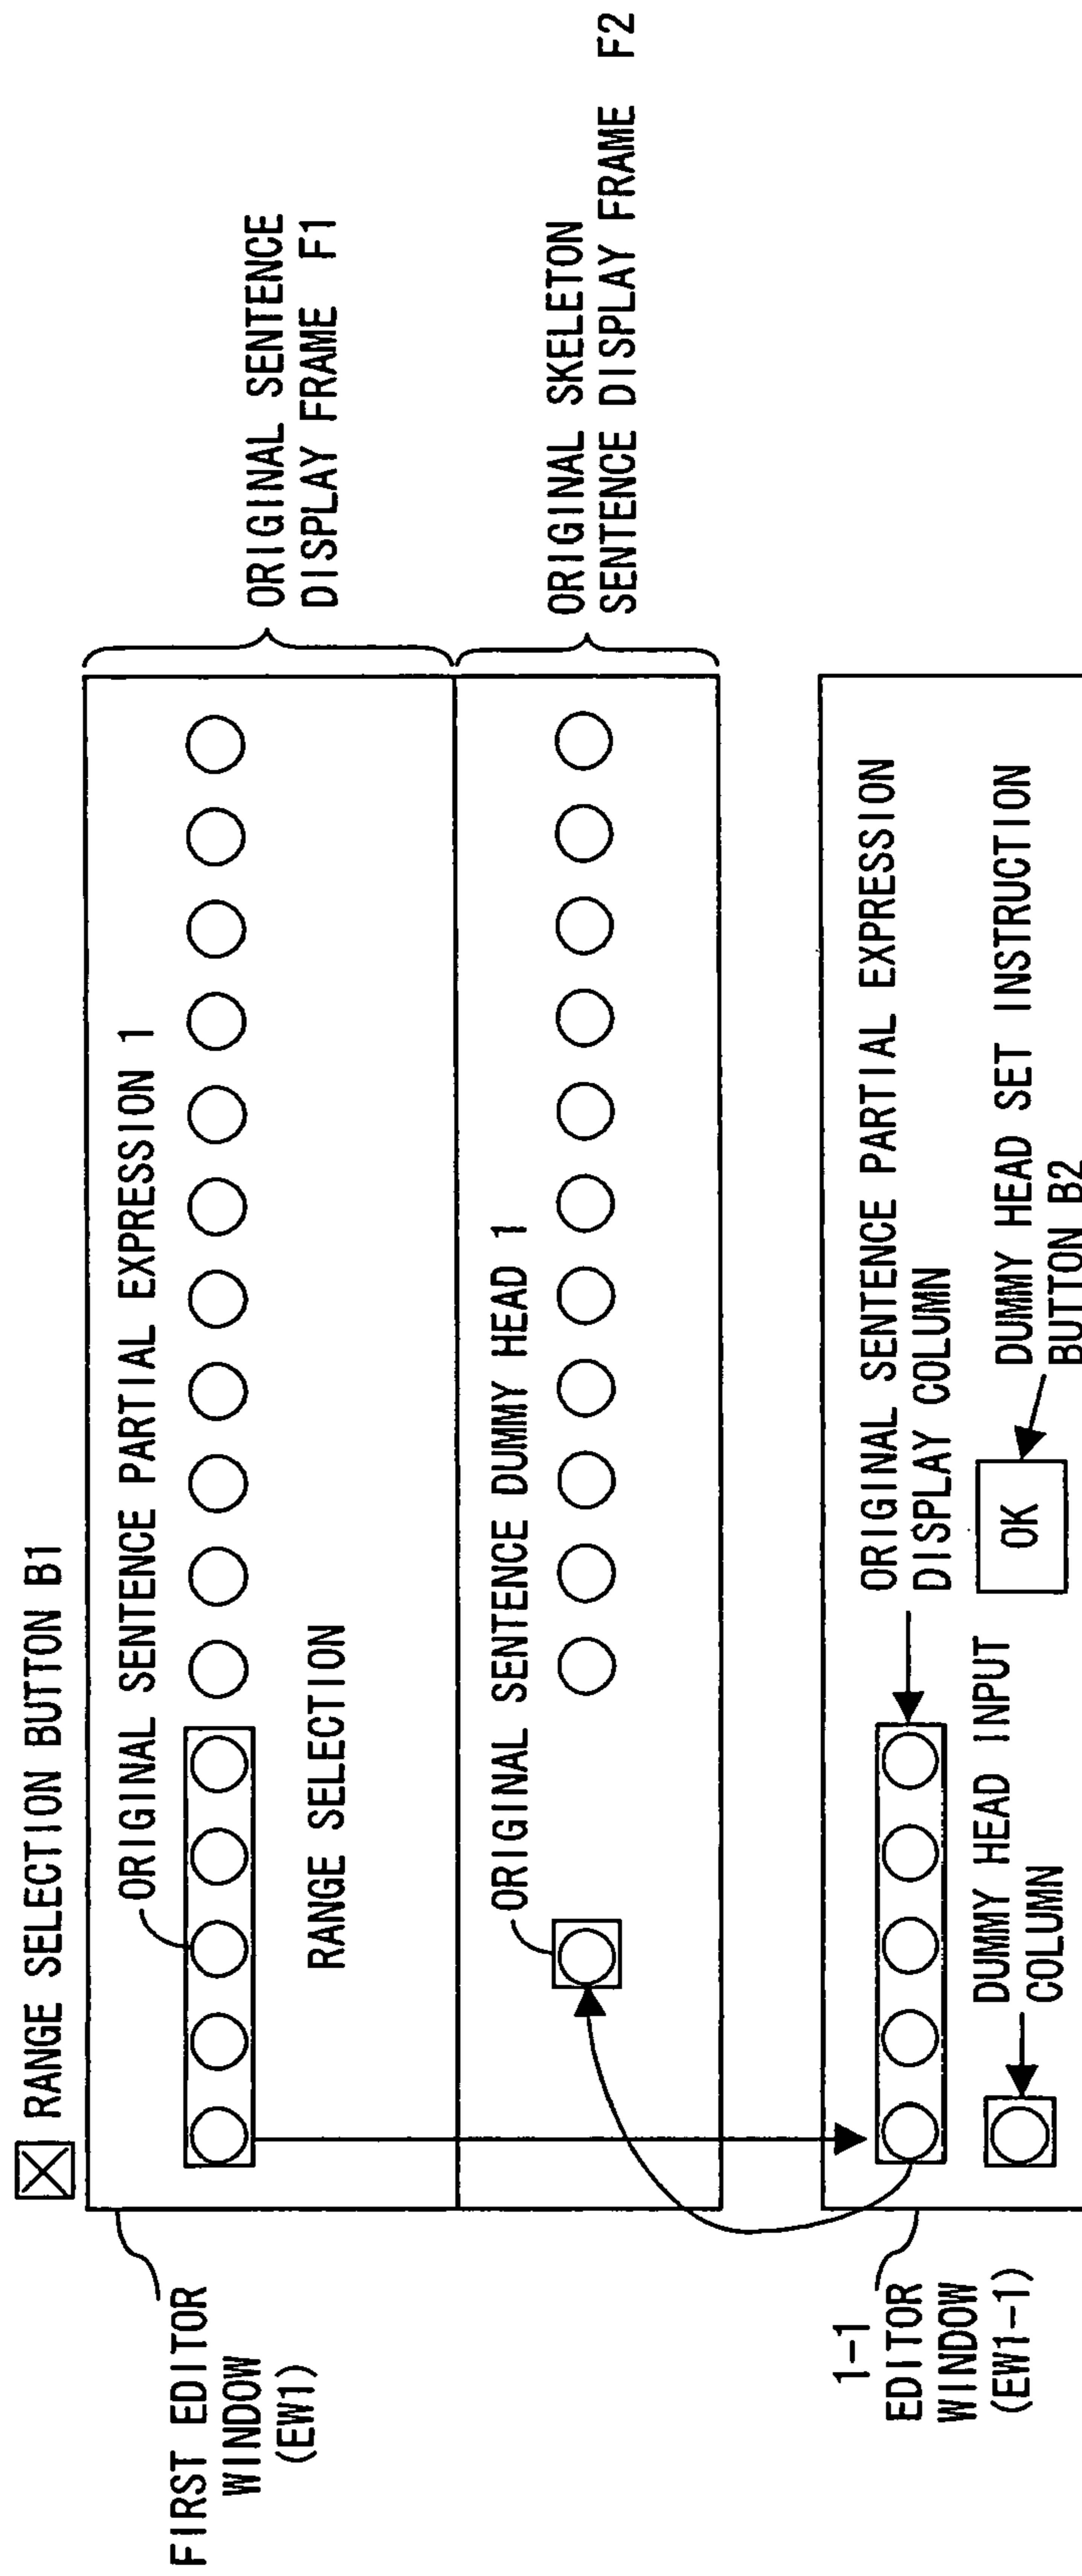 RANGE SELECTION BUTTON B1
FIRST EDITOR
WINDOW
(EW1)
ORIGINAL SENTENCE PARTIAL EXPRESSION 1
RANGE SELECTION
ORIGINAL SENTENCE
DISPLAY FRAME F1
ORIGINAL SENTENCE DUMMY HEAD 1
ORIGINAL SKELETON
SENTENCE DISPLAY FRAME F2
1-1
EDITOR
WINDOW
(EW1-1)
ORIGINAL SENTENCE PARTIAL EXPRESSION
DISPLAY COLUMN
DUMMY HEAD INPUT
COLUMN
OK
DUMMY HEAD SET INSTRUCTION
BUTTON B2